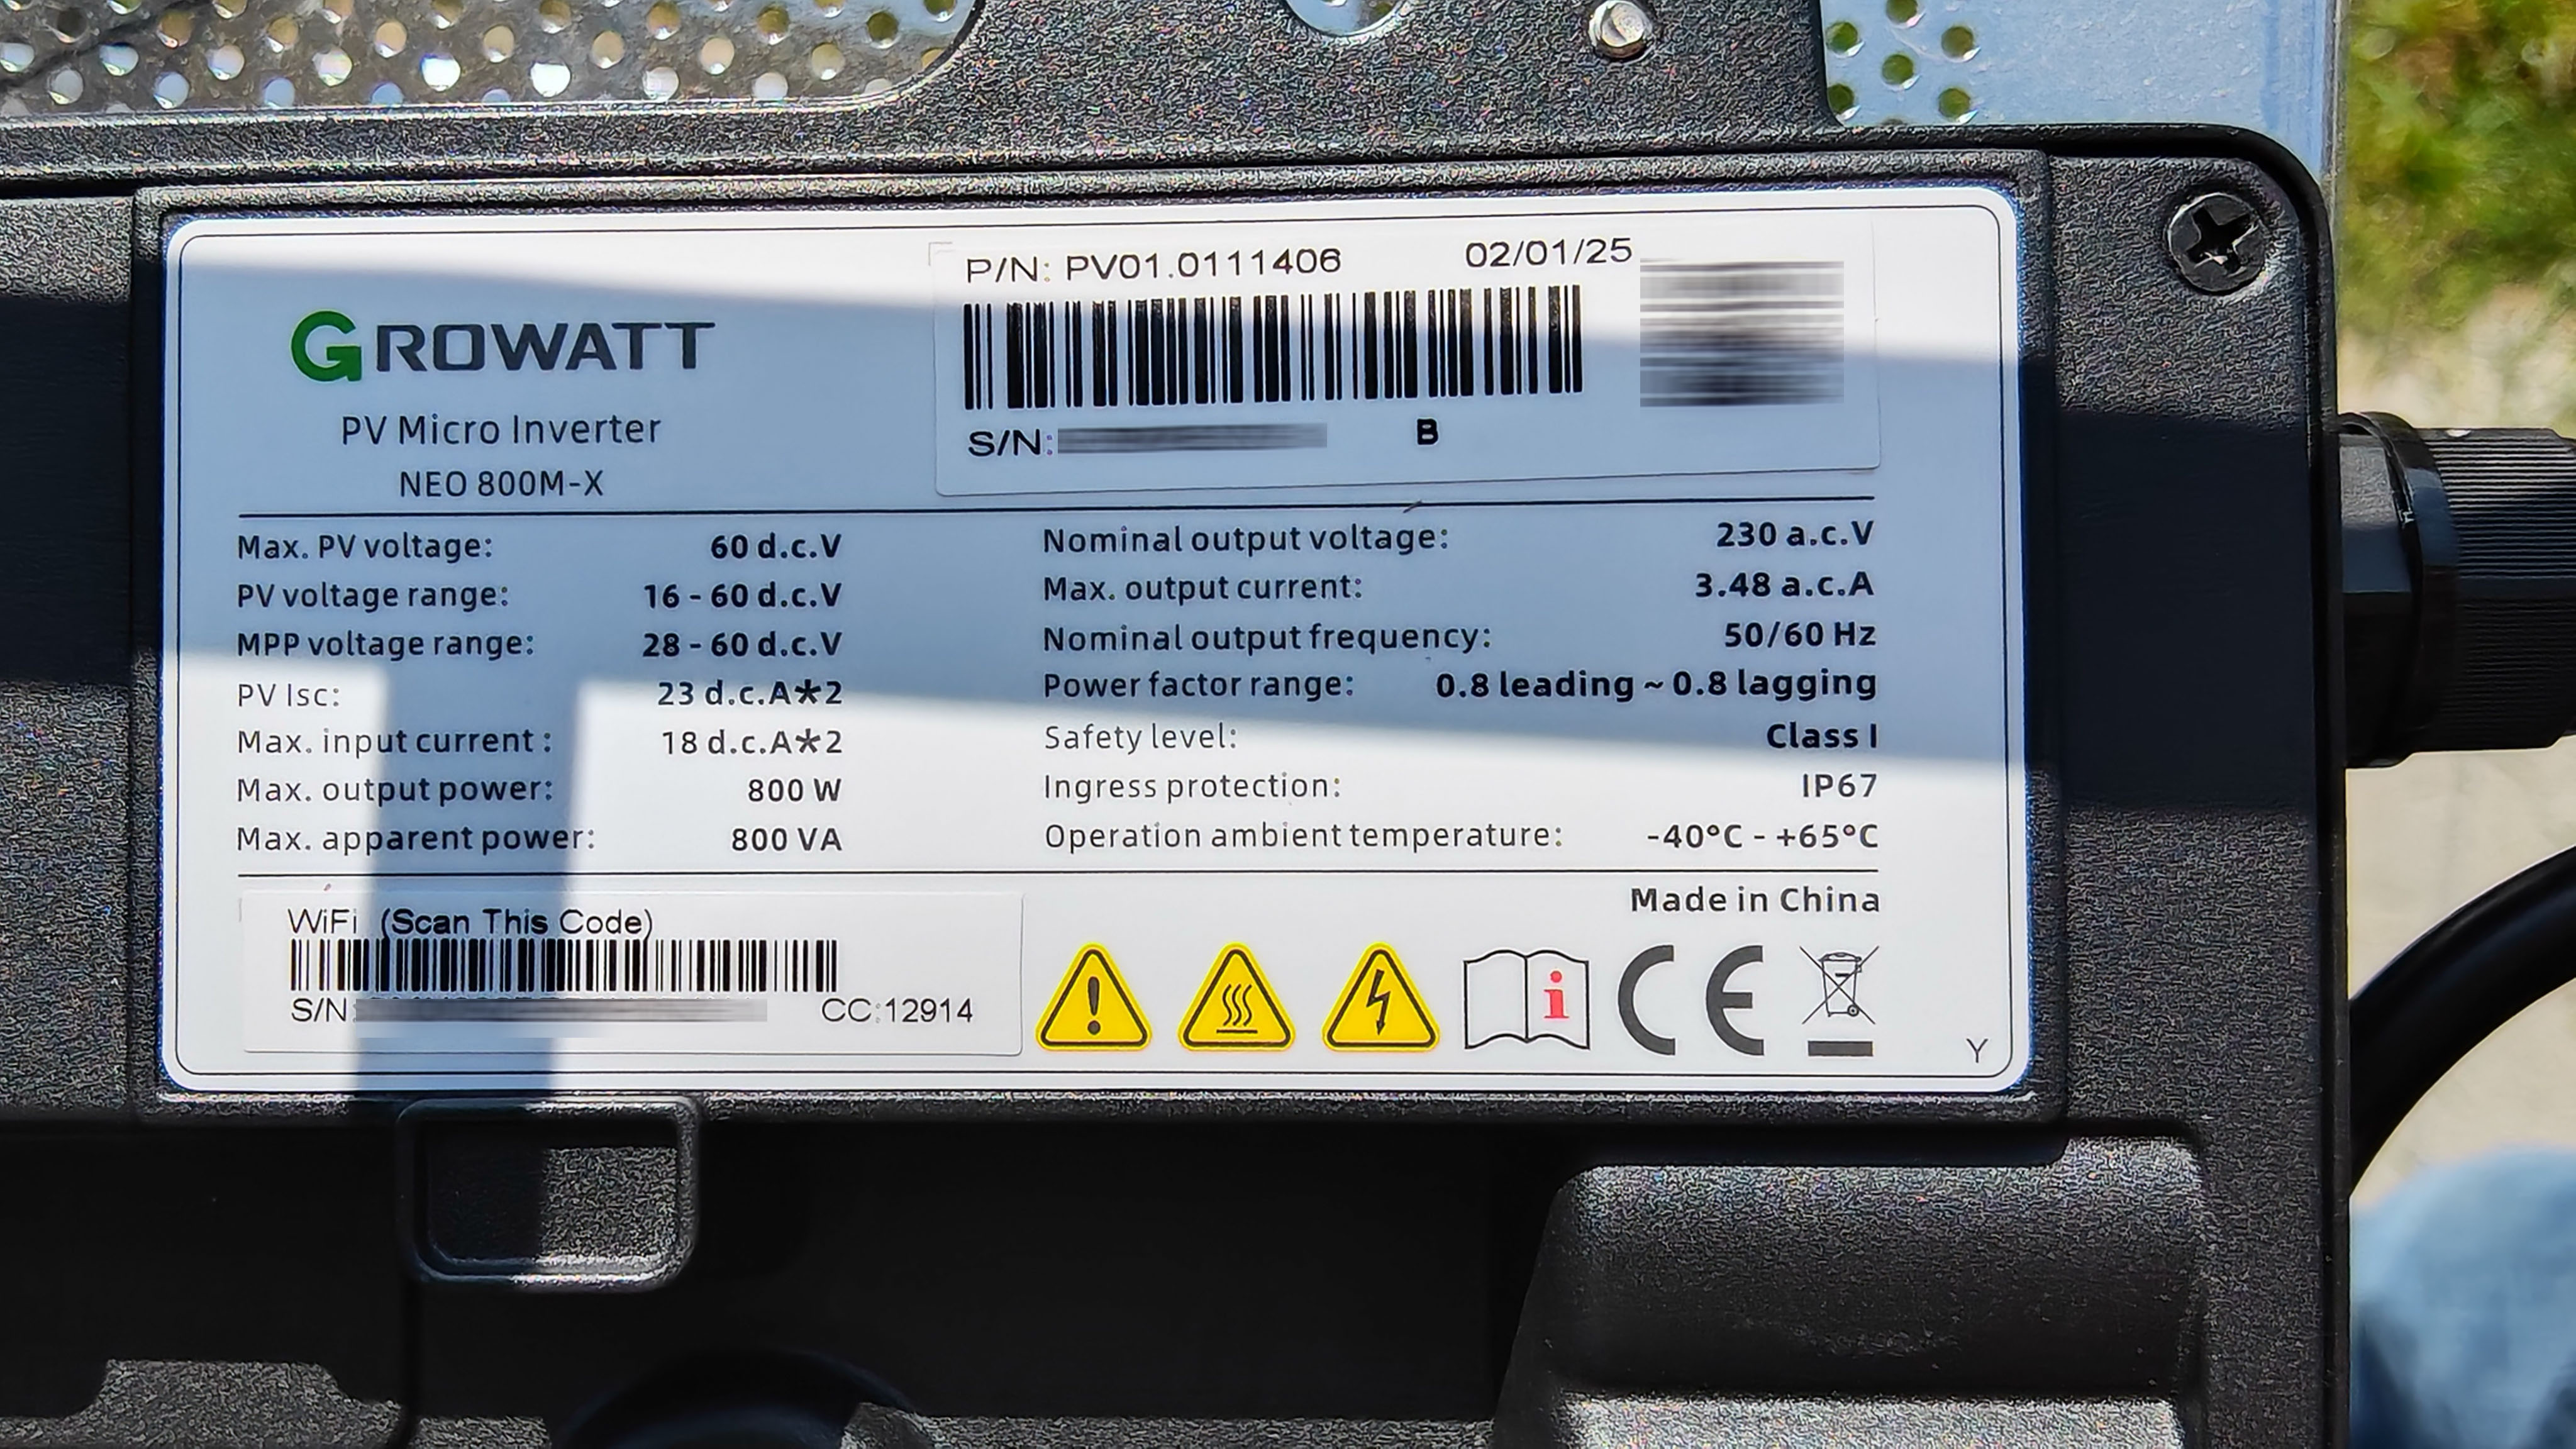 P/N: PV01.0111406 02/01/25
GROWATT
PV Micro Inverter
NEO 800M-X
S/N: B
Max. PV voltage: 60 d.c.V
PV voltage range: 16 - 60 d.c.V
MPP voltage range: 28 - 60 d.c.V
PV Isc: 23 d.c.A*2
Max. input current : 18 d.c.A*2
Max. output power: 800 W
Max. apparent power: 800 VA
Nominal output voltage: 230 a.c.V
Max. output current: 3.48 a.c.A
Nominal output frequency: 50/60 Hz
Power factor range: 0.8 leading ~ 0.8 lagging
Safety level: Class I
Ingress protection: IP67
Operation ambient temperature: -40°C - +65°C
Made in China
WiFi (Scan This Code)
S/N: CC:12914
i
CE
Y